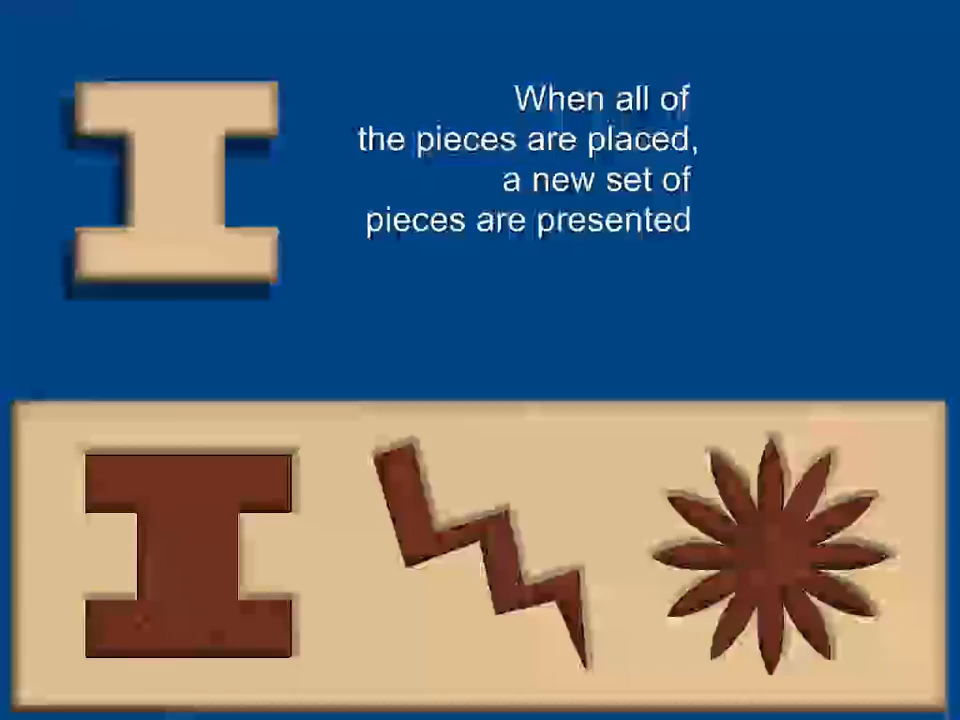 When all of
the pieces are placed,
a new set of
pieces are presented